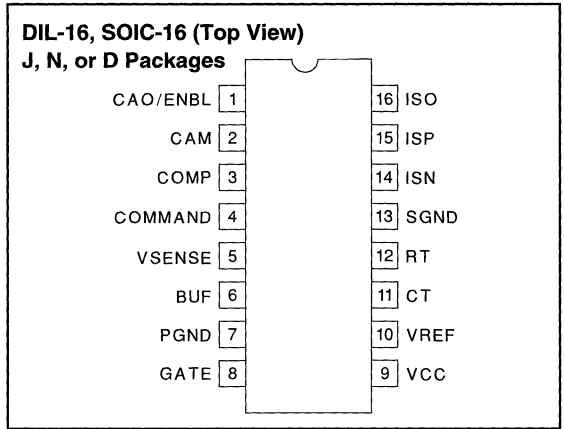 DIL-16, SOIC-16 (Top View)
J, N, or D Packages
CAO/ENBL 1 16 ISO
CAM 2 15 ISP
COMP 3 14 ISN
COMMAND 4 13 SGND
VSENSE 5 12 RT
BUF 6 11 CT
PGND 7 10 VREF
GATE 8 9 VCC